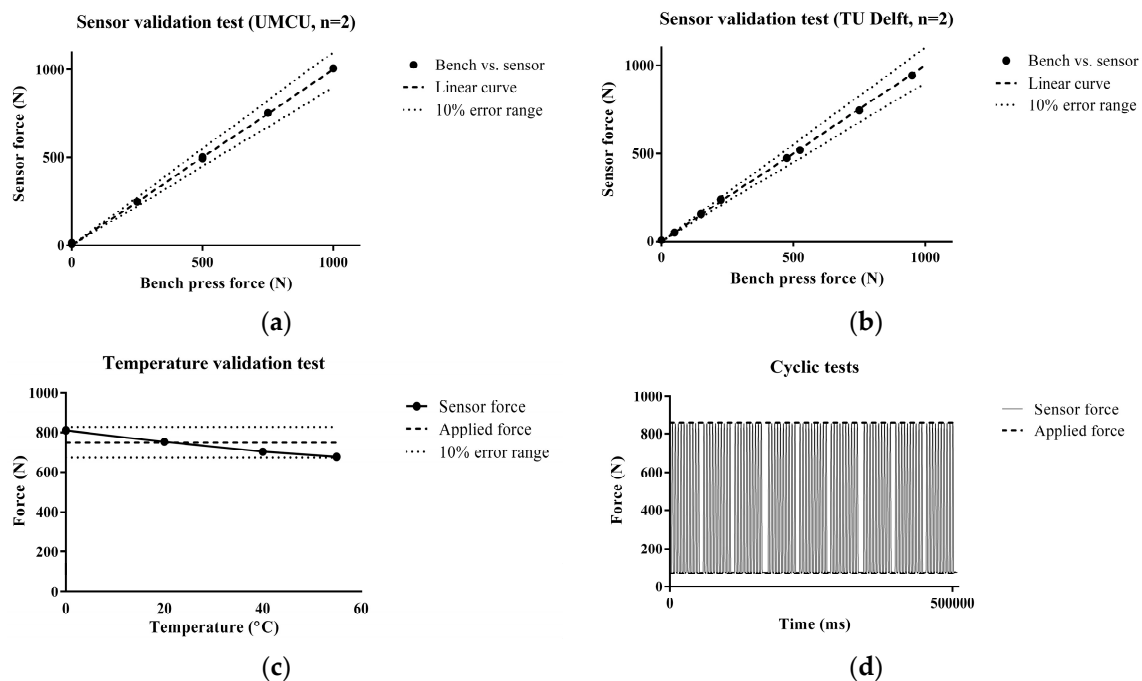 Sensor validation test (UMCU, n=2)
Sensor force (N)
1000
500
0
0 500 1000
Bench press force (N)
Bench vs. sensor
Linear curve
10% error range
(a)
Sensor validation test (TU Delft, n=2)
Sensor force (N)
1000
500
0
0 500 1000
Bench press force (N)
Bench vs. sensor
Linear curve
10% error range
(b)
Temperature validation test
Force (N)
1000
800
600
400
200
0
0 20 40 60
Temperature (°C)
Sensor force
Applied force
10% error range
(c)
Cyclic tests
Force (N)
1000
800
600
400
200
0
0 500000
Time (ms)
Sensor force
Applied force
(d)